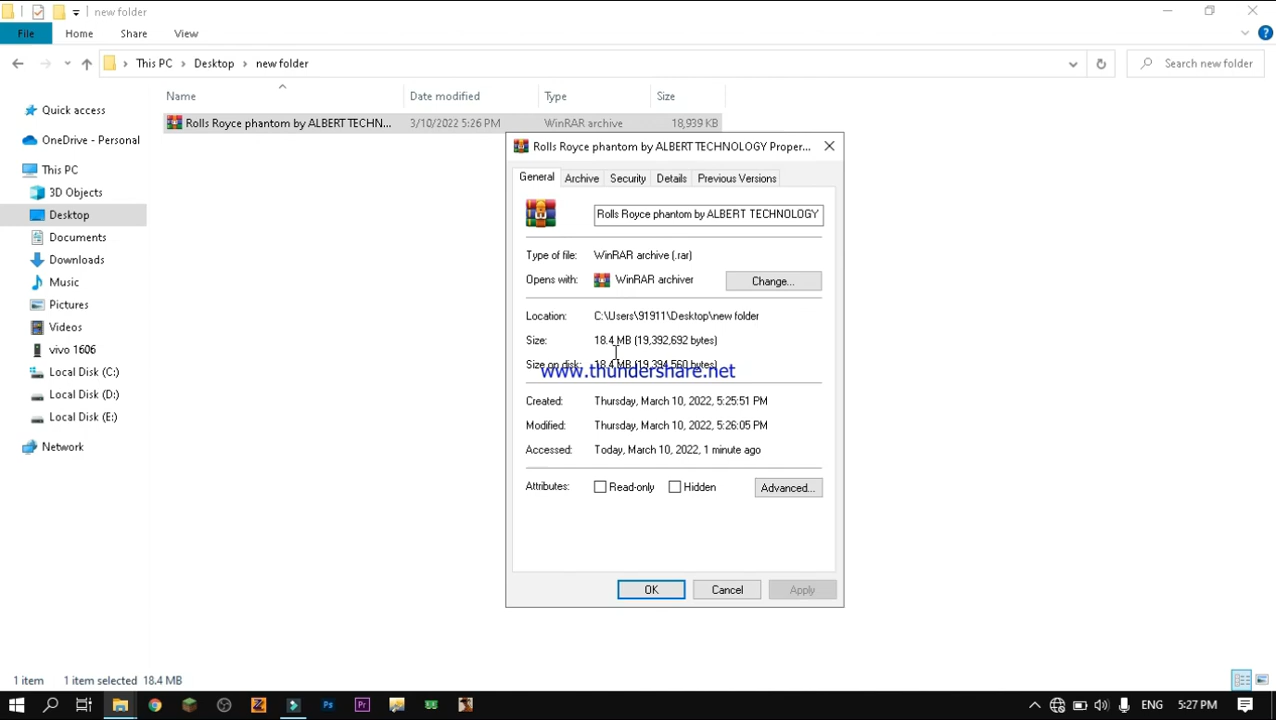 new folder
File Home Share View
This PC Desktop new folder Search new folder
Name Date modified Type Size
Rolls Royce phantom by ALBERT TECHN... 3/10/2022 5:26 PM WinRAR archive 18,939 KB
Quick access
OneDrive - Personal
This PC
3D Objects
Desktop
Documents
Downloads
Music
Pictures
Videos
vivo 1606
Local Disk (C:)
Local Disk (D:)
Local Disk (E:)
Network
Rolls Royce phantom by ALBERT TECHNOLOGY Proper...
General Archive Security Details Previous Versions
Rolls Royce phantom by ALBERT TECHNOLOGY
Type of file: WinRAR archive (.rar)
Opens with: WinRAR archiver Change...
Location: C:\Users\91911\Desktop\new folder
Size: 18.4 MB (19,392,692 bytes)
Size on disk: 18.4 MB (19,394,560 bytes)
www.thundershare.net
Created: Thursday, March 10, 2022, 5:25:51 PM
Modified: Thursday, March 10, 2022, 5:26:05 PM
Accessed: Today, March 10, 2022, 1 minute ago
Attributes: Read-only Hidden Advanced...
OK Cancel Apply
1 item 1 item selected 18.4 MB
Ps Pr ENG 5:27 PM